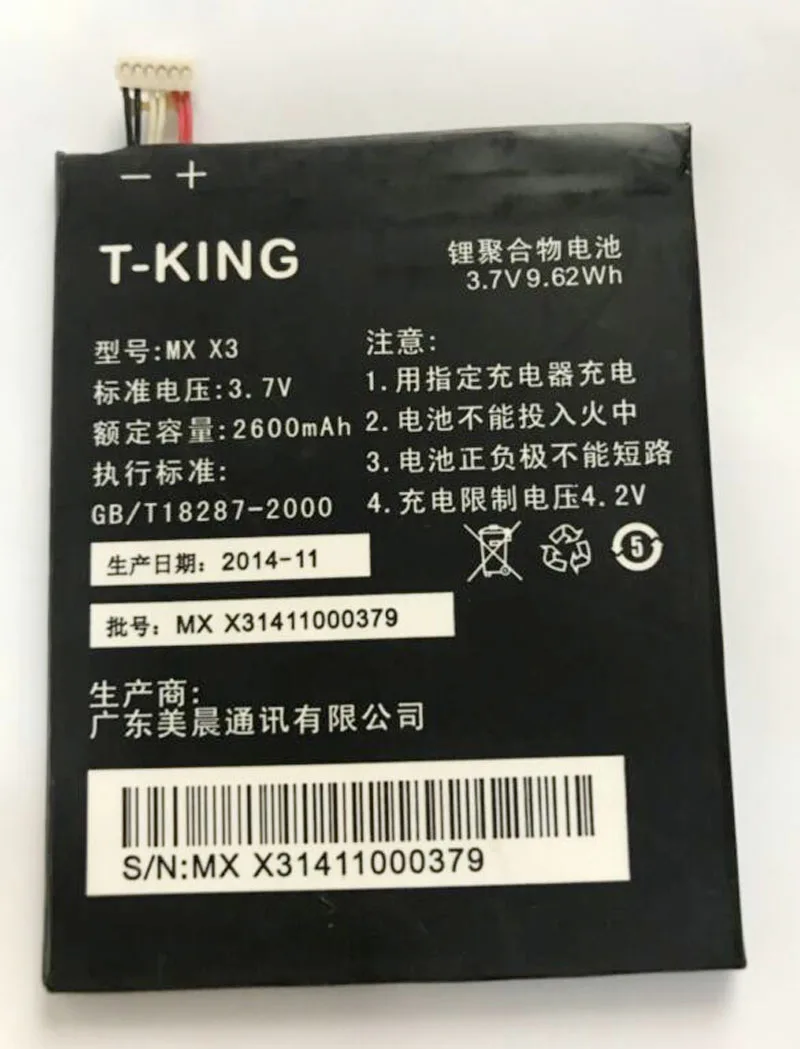 − +
T-KING
锂聚合物电池
3.7V 9.62Wh
型号:MX X3
标准电压:3.7V
额定容量:2600mAh
执行标准:
GB/T18287-2000
注意:
1.用指定充电器充电
2.电池不能投入火中
3.电池正负极不能短路
4.充电限制电压4.2V
5
生产日期: 2014-11
批号: MX X31411000379
生产商:
广东美晨通讯有限公司
S/N:MX X31411000379